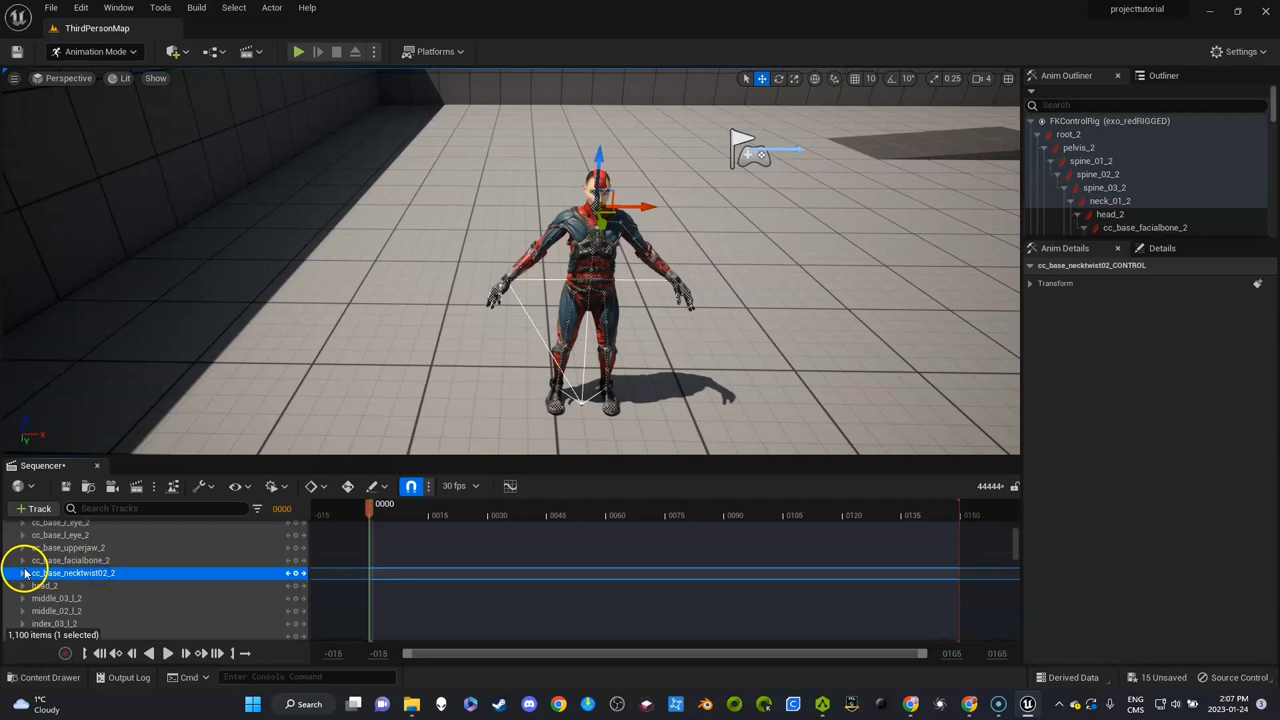 File Edit Window Tools Build Select Actor Help
projecttutorial
ThirdPersonMap
Animation Mode
Platforms
Settings
Perspective Lit Show
10 10° 0.25 4
Anim Outliner
Outliner
Search
FKControlRig (exo_redRIGGED)
root_2
pelvis_2
spine_01_2
spine_02_2
spine_03_2
neck_01_2
head_2
cc_base_facialbone_2
Anim Details
Details
cc_base_necktwist02_CONTROL
Transform
X
Y
Sequencer*
30 fps
44444*
+ Track
Search Tracks
0000
0000
-015 0015 0030 0045 0060 0075 0090 0105 0120 0135 0150
cc_base_r_eye_2
cc_base_l_eye_2
cc_base_upperjaw_2
cc_base_facialbone_2
cc_base_necktwist02_2
head_2
middle_03_l_2
middle_02_l_2
index_03_l_2
1,100 items (1 selected)
-015 -015 0165 0165
Content Drawer
Output Log
Cmd
Enter Console Command
Derived Data
15 Unsaved
Source Control
1°C
Cloudy
Search
ENG
CMS
2:07 PM
2023-01-24